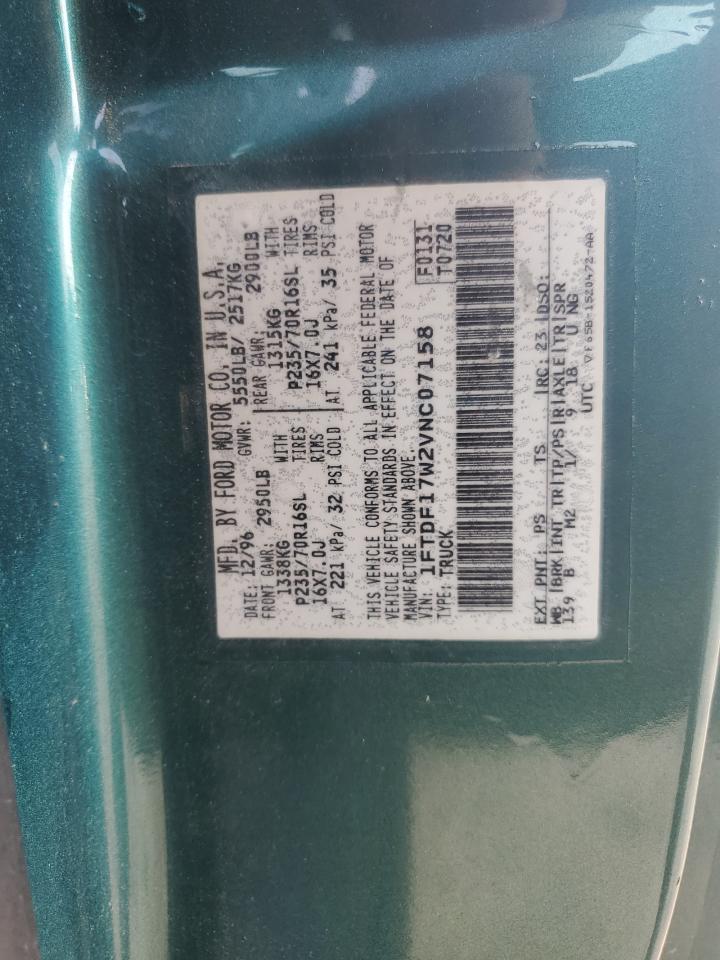 MFD. BY FORD MOTOR CO. IN U.S.A.
DATE: 12/96 GVWR: 5550LB/ 2517KG
FRONT GAWR: 2950LB REAR GAWR: 2900LB
1338KG WITH 1315KG WITH
P235/70R16SL TIRES P235/70R16SL TIRES
16X7.0J RIMS 16X7.0J RIMS
AT 221 kPa/ 32 PSI COLD AT 241 kPa/ 35 PSI COLD
THIS VEHICLE CONFORMS TO ALL APPLICABLE FEDERAL MOTOR
VEHICLE SAFETY STANDARDS IN EFFECT ON THE DATE OF
MANUFACTURE SHOWN ABOVE.
VIN: 1FTDF17W2VNC07158 F0131
TYPE: TRUCK T0720
EXT. PNT: PS TS RC: 23 DSO:
WB BRK INT TR TP/PS R AXLE TR SPR
139 B M2 1/ 9 18 U NG
UTC